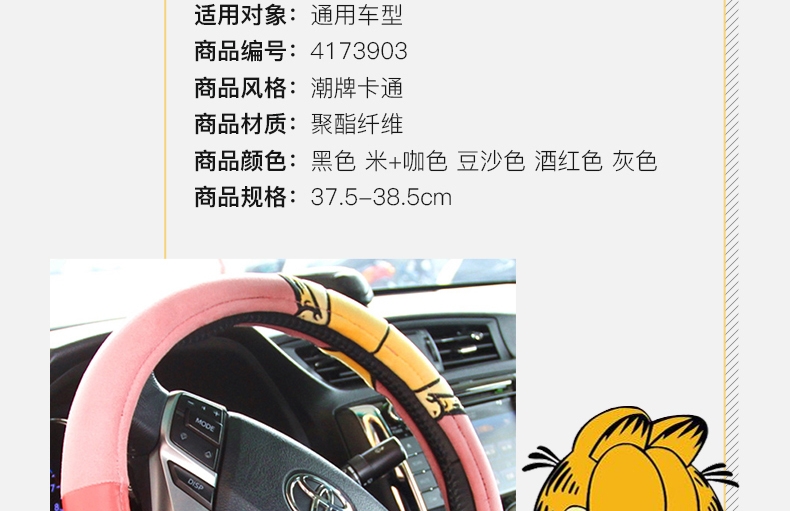 适用对象：通用车型
商品编号：4173903
商品风格：潮牌卡通
商品材质：聚酯纤维
商品颜色：黑色 米+咖色 豆沙色 酒红色 灰色
商品规格：37.5-38.5cm
MODE
DISP